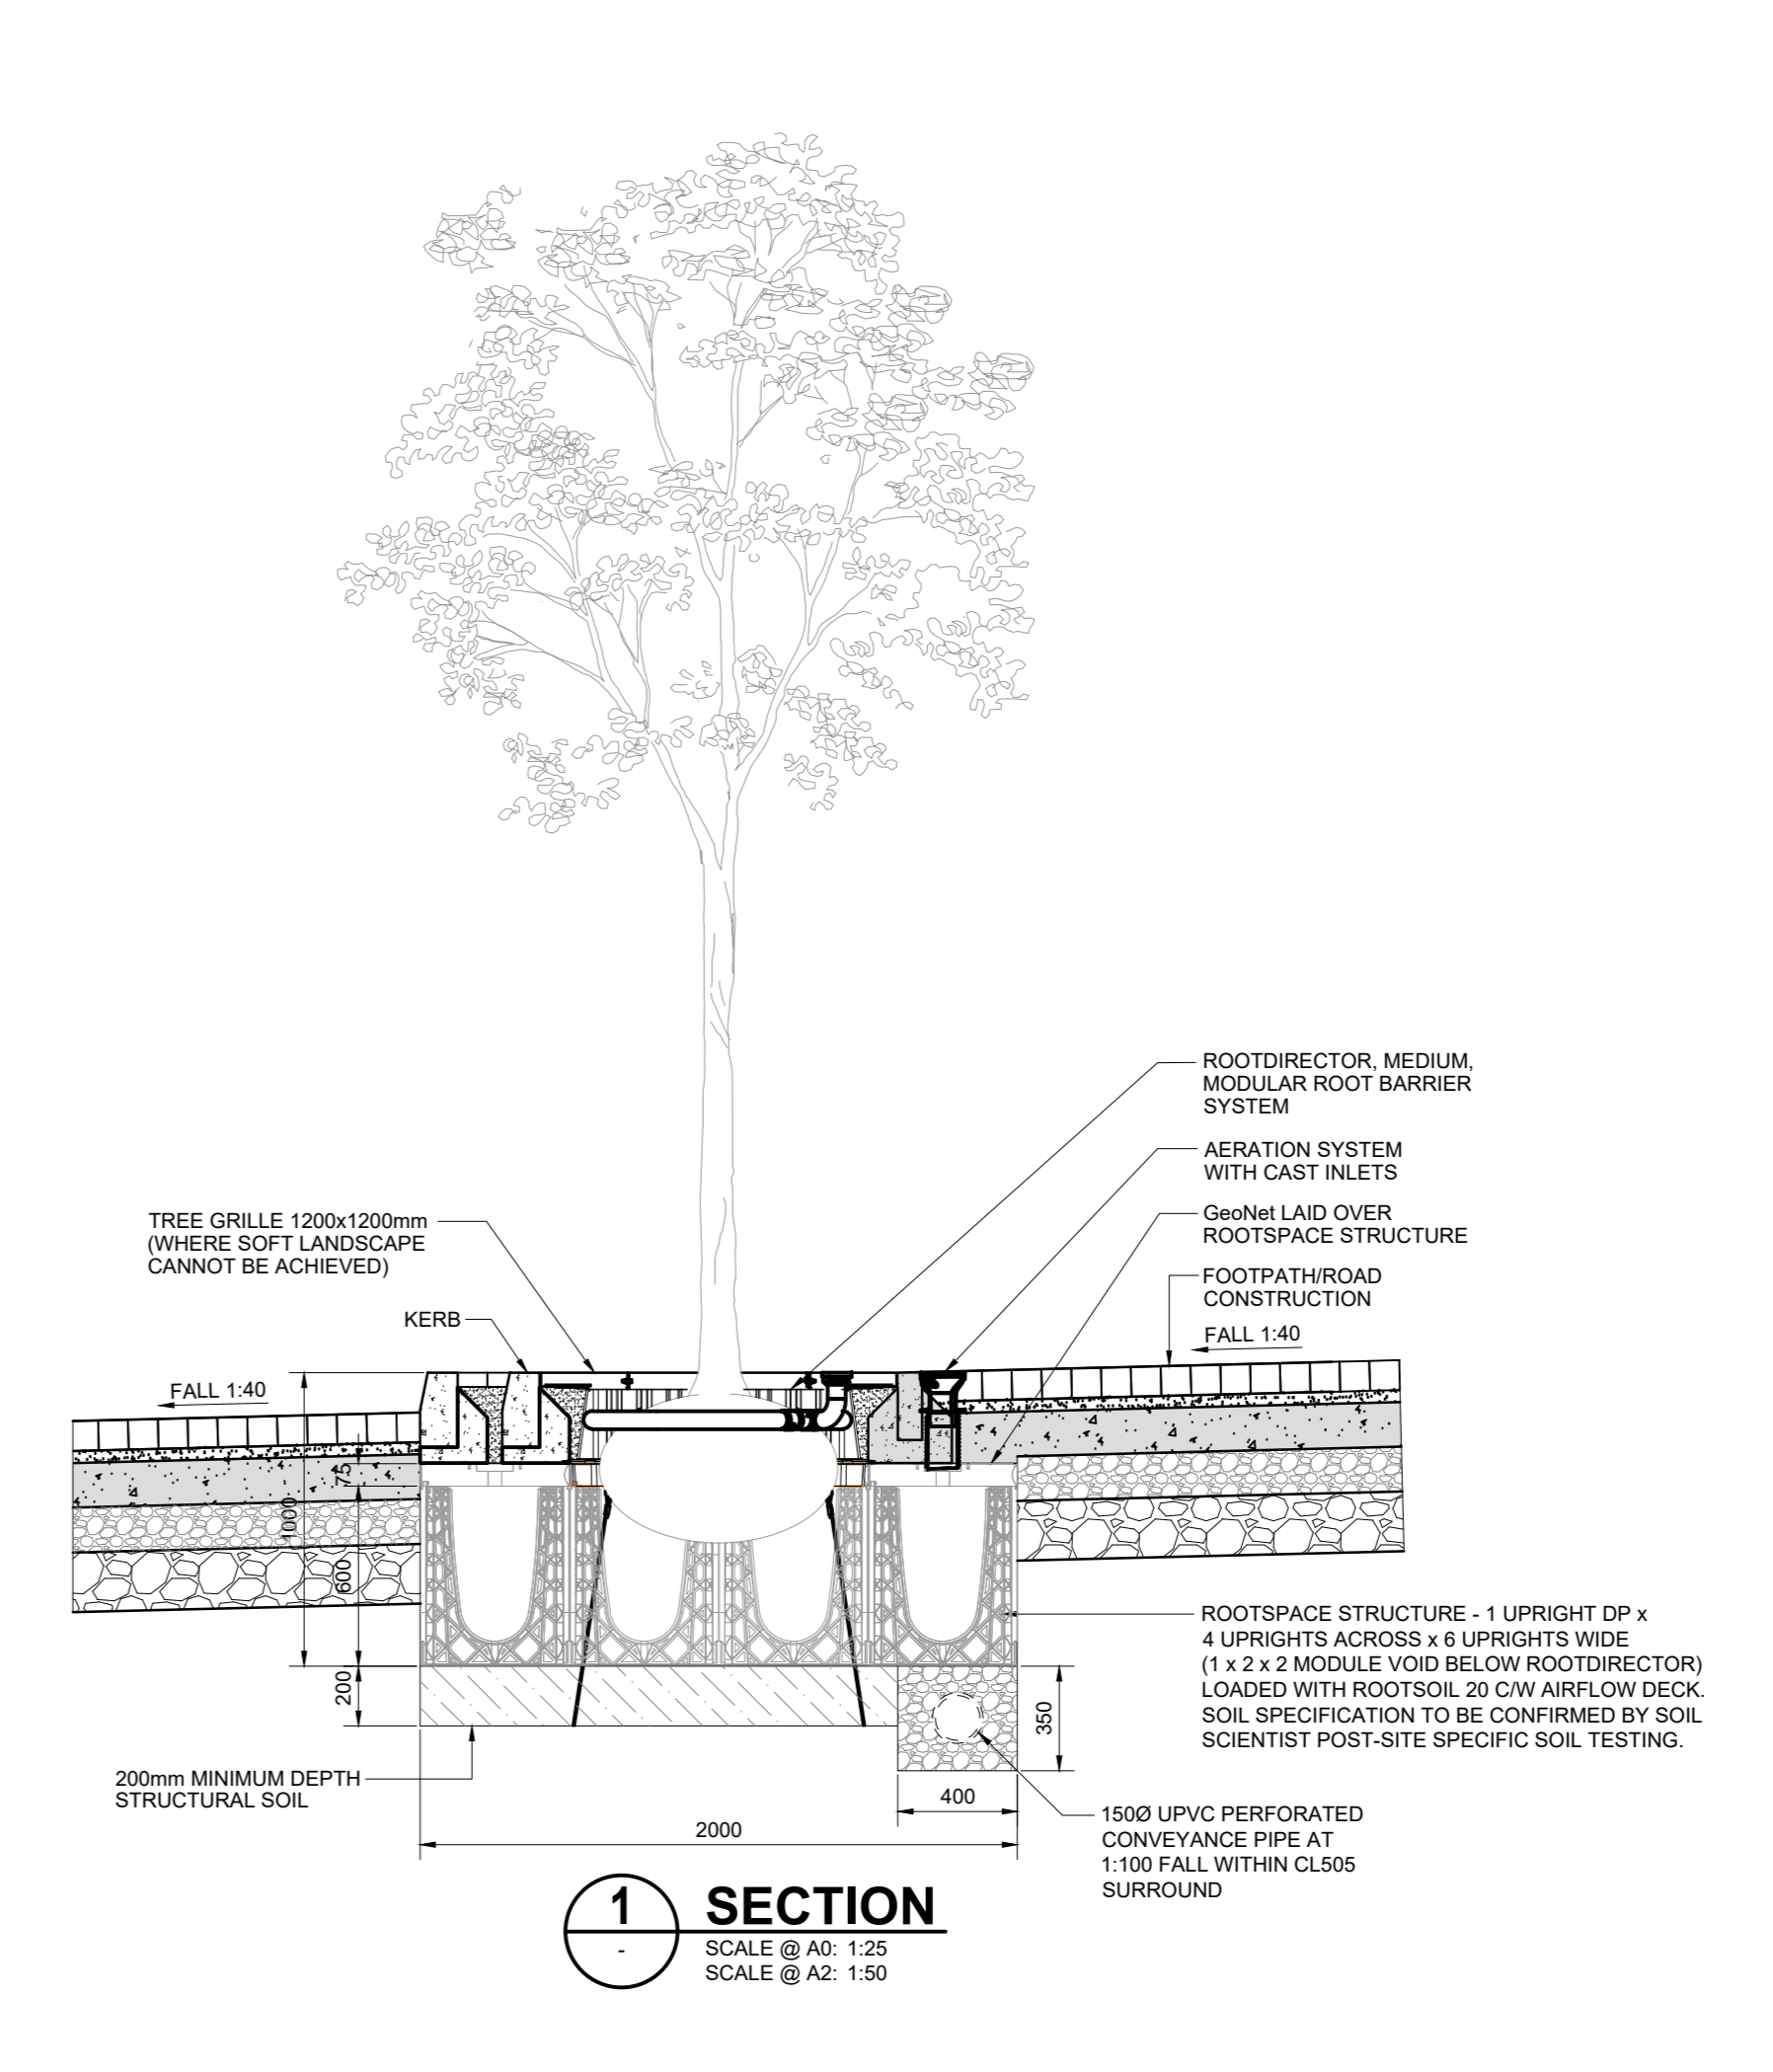 ROOTDIRECTOR, MEDIUM,
MODULAR ROOT BARRIER
SYSTEM
AERATION SYSTEM
WITH CAST INLETS
GeoNet LAID OVER
ROOTSPACE STRUCTURE
FOOTPATH/ROAD
CONSTRUCTION
FALL 1:40
TREE GRILLE 1200x1200mm
(WHERE SOFT LANDSCAPE
CANNOT BE ACHIEVED)
KERB
FALL 1:40
75
1000
600
200
350
ROOTSPACE STRUCTURE - 1 UPRIGHT DP x
4 UPRIGHTS ACROSS x 6 UPRIGHTS WIDE
(1 x 2 x 2 MODULE VOID BELOW ROOTDIRECTOR)
LOADED WITH ROOTSOIL 20 C/W AIRFLOW DECK.
SOIL SPECIFICATION TO BE CONFIRMED BY SOIL
SCIENTIST POST-SITE SPECIFIC SOIL TESTING.
200mm MINIMUM DEPTH
STRUCTURAL SOIL
400
2000
150Ø UPVC PERFORATED
CONVEYANCE PIPE AT
1:100 FALL WITHIN CL505
SURROUND
1
-
SECTION
SCALE @ A0: 1:25
SCALE @ A2: 1:50